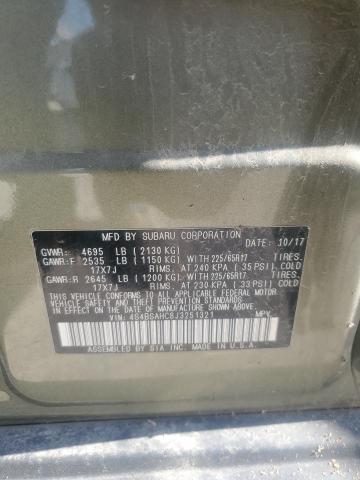 MFD BY SUBARU CORPORATION DATE: 10/17
GVWR: 4695 LB (2130 KG)
GAWR:F 2535 LB (1150 KG) WITH 225/65R17 TIRES.
17X7J RIMS. AT 240 KPA (35 PSI) COLD.
GAWR:R 2645 LB (1200 KG) WITH 225/65R17 TIRES.
17X7J RIMS. AT 230 KPA (33 PSI) COLD.
THIS VEHICLE CONFORMS TO ALL APPLICABLE FEDERAL MOTOR VEHICLE
SAFETY AND BUMPER STANDARDS IN EFFECT ON THE DATE OF
MANUFACTURE SHOWN ABOVE.
VIN: 4S4BSAHC8J3251321 MPV
ASSEMBLED BY SIA INC. MADE IN U.S.A.